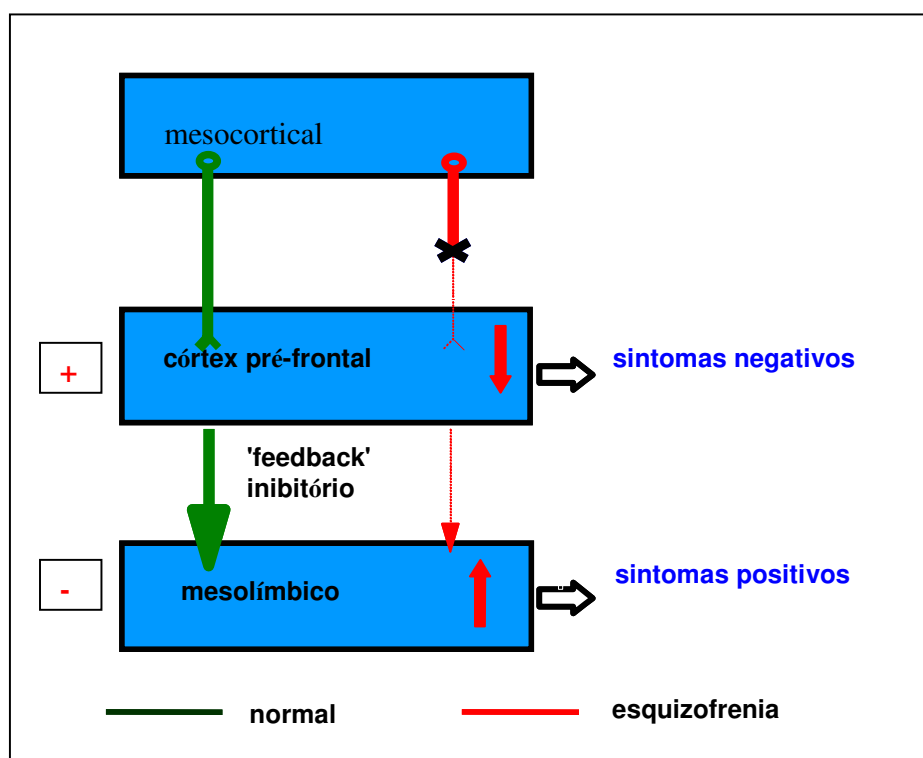 mesocortical
+
córtex pré-frontal
sintomas negativos
'feedback'
inibitório
-
mesolímbico
sintomas positivos
normal
esquizofrenia